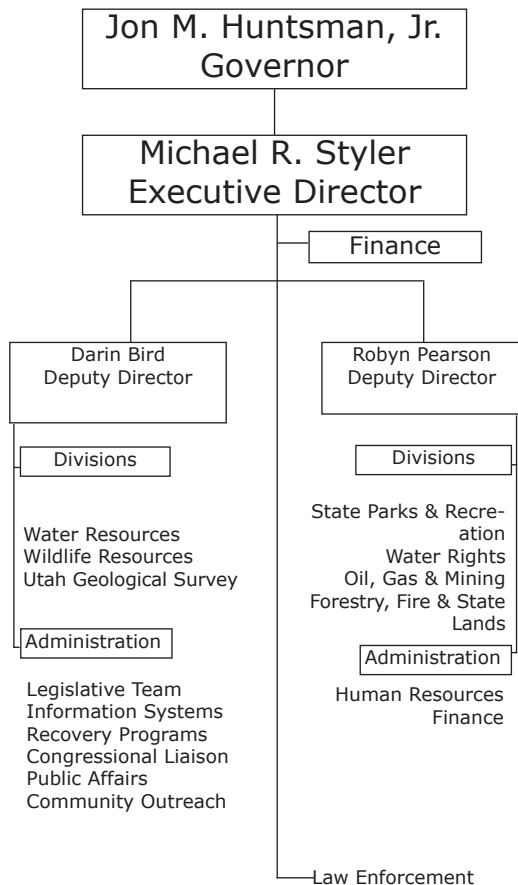 Jon M. Huntsman, Jr.
Governor
Michael R. Styler
Executive Director
Finance
Darin Bird
Deputy Director
Divisions
Water Resources
Wildlife Resources
Utah Geological Survey
Administration
Legislative Team
Information Systems
Recovery Programs
Congressional Liaison
Public Affairs
Community Outreach
Robyn Pearson
Deputy Director
Divisions
State Parks & Recre-
ation
Water Rights
Oil, Gas & Mining
Forestry, Fire & State
Lands
Administration
Human Resources
Finance
Law Enforcement